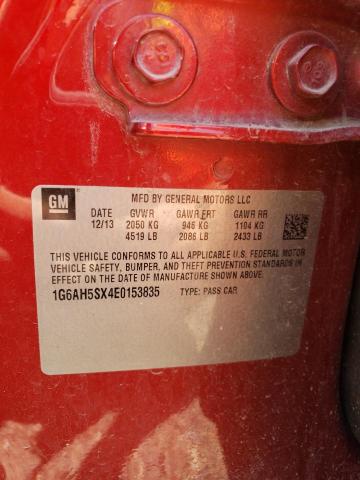 98
98
GM
MFD BY GENERAL MOTORS LLC
DATE GVWR GAWR FRT GAWR RR
12/13 2050 KG 946 KG 1104 KG
4519 LB 2086 LB 2433 LB
THIS VEHICLE CONFORMS TO ALL APPLICABLE U.S. FEDERAL MOTOR
VEHICLE SAFETY, BUMPER, AND THEFT PREVENTION STANDARDS IN
EFFECT ON THE DATE OF MANUFACTURE SHOWN ABOVE.
1G6AH5SX4E0153835 TYPE: PASS CAR